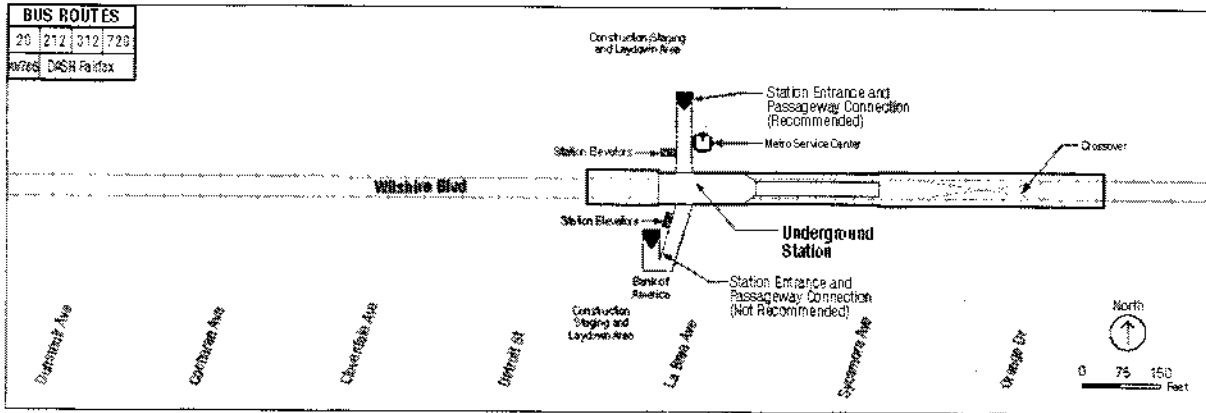 BUS ROUTES
20 212 312 720
DASH Fairfax
Construction Staging
and Laydown Area
Station Entrance and
Passageway Connection
(Recommended)
Metro Service Center
Station Elevators
Crossover
Wilshire Blvd
Station Elevators
Underground
Station
Bank of
America
Station Entrance and
Passageway Connection
(Not Recommended)
Construction
Staging and
Laydown Area
Dunsmuir Ave
Cochran Ave
Cloverdale Ave
Detroit St
La Brea Ave
Sycamore Ave
Orange Dr
North
0 75 150
Feet